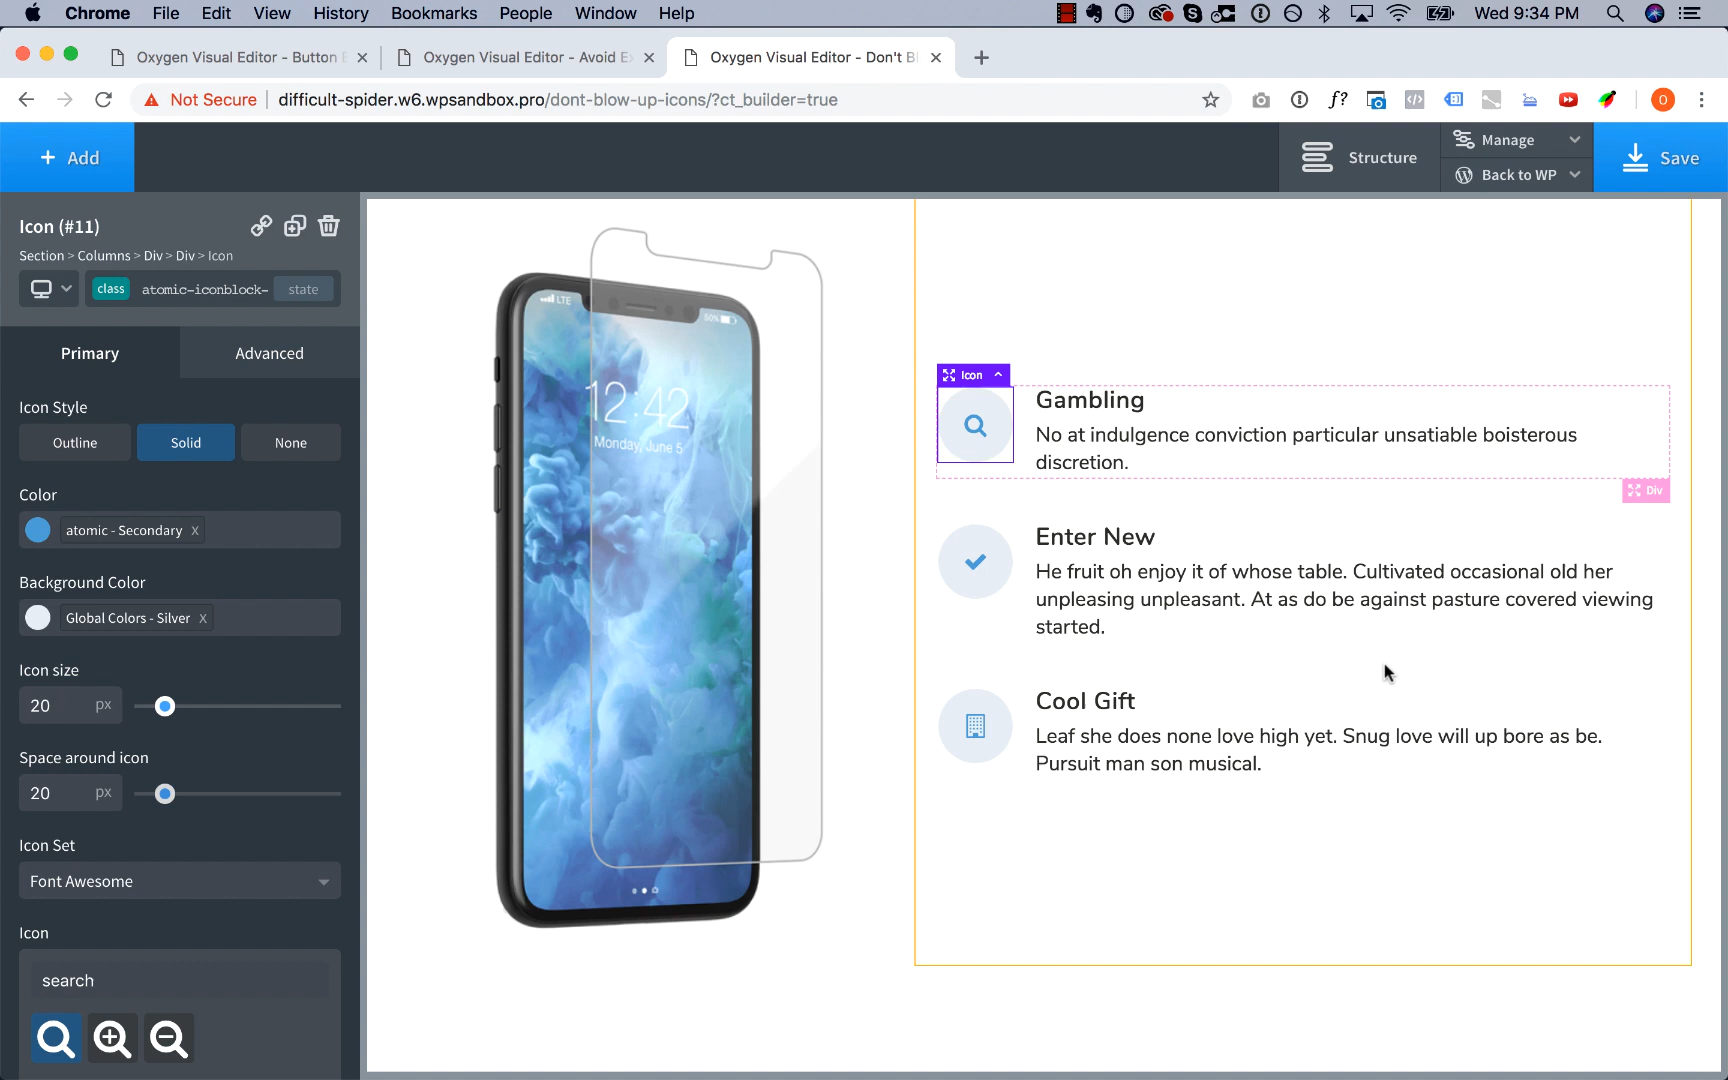 Chrome File Edit View History Bookmarks People Window Help Wed 9:34 PM
Oxygen Visual Editor - Button Oxygen Visual Editor - Avoid E Oxygen Visual Editor - Don't Bl
Not Secure difficult-spider.w6.wpsandbox.pro/dont-blow-up-icons/?ct_builder=true
+ Add
Structure
Manage
Back to WP
Save
Icon (#11)
Section > Columns > Div > Div > Icon
class atomic-iconblock- state
Primary Advanced
Icon Style
Outline Solid None
Color
atomic - Secondary x
Background Color
Global Colors - Silver x
Icon size
20 px
Space around icon
20 px
Icon Set
Font Awesome
Icon
search
LTE 50%
12:42
Monday, June 5
Icon
Gambling
No at indulgence conviction particular unsatiable boisterous
discretion.
Div
Enter New
He fruit oh enjoy it of whose table. Cultivated occasional old her
unpleasing unpleasant. At as do be against pasture covered viewing
started.
Cool Gift
Leaf she does none love high yet. Snug love will up bore as be.
Pursuit man son musical.